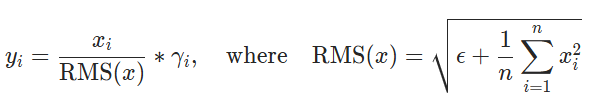 y_i = \frac{x_i}{\mathrm{RMS}(x)} * \gamma_i, \quad \text{where} \quad \mathrm{RMS}(x) = \sqrt{\epsilon + \frac{1}{n} \sum_{i=1}^{n} x_i^2}